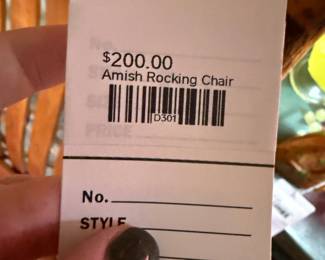 $200.00
Amish Rocking Chair
D301
No.
STYLE